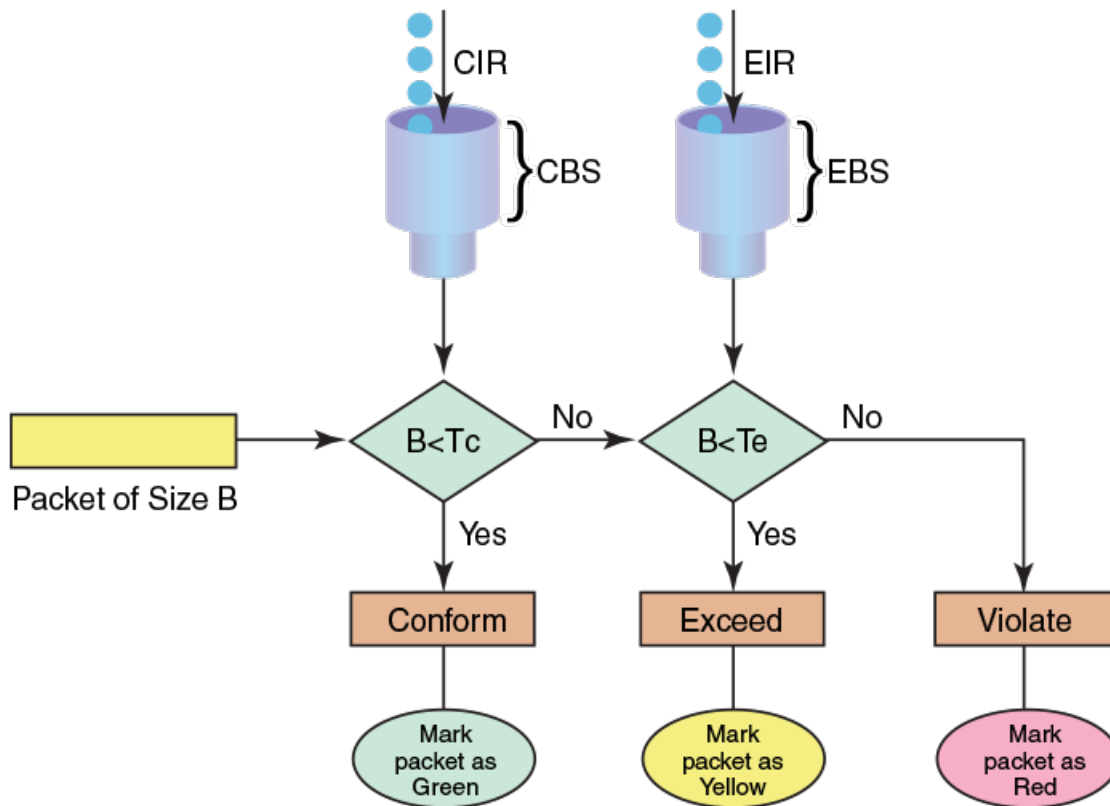 CIR
EIR
CBS
EBS
B<Tc
No
B<Te
No
Packet of Size B
Yes
Yes
Conform
Exceed
Violate
Mark
packet as
Green
Mark
packet as
Yellow
Mark
packet as
Red